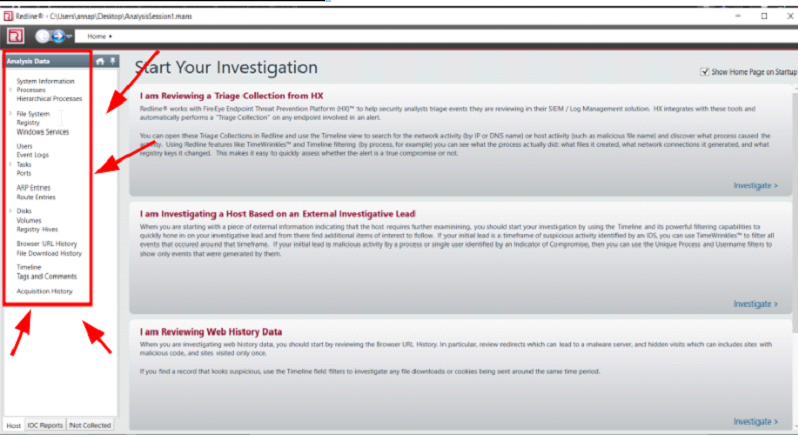 Redline® - C:\Users\annap\Desktop\AnalysisSession1.mans
Home
Analysis Data
System Information
Processes
Hierarchical Processes
File System
Registry
Windows Services
Users
Event Logs
Tasks
Ports
ARP Entries
Route Entries
Disks
Volumes
Registry Hives
Browser URL History
File Download History
Timeline
Tags and Comments
Acquisition History
Host IOC Reports Not Collected
Start Your Investigation
Show Home Page on Startup
I am Reviewing a Triage Collection from HX
Redline® works with FireEye Endpoint Threat Prevention Platform (HX)™ to help security analysts triage events they are reviewing in their SIEM / Log Management solution. HX integrates with these tools and
automatically performs a "Triage Collection" on any endpoint involved in an alert.
You can open these Triage Collections in Redline and use the Timeline view to search for the network activity (by IP or DNS name) or host activity (such as malicious file name) and discover what process caused the
activity. Using Redline features like TimeWrinkles™ and Timeline filtering (by process, for example) you can see what the process actually did: what files it created, what network connections it generated, and what
registry keys it changed. This makes it easy to quickly assess whether the alert is a true compromise or not.
Investigate >
I am Investigating a Host Based on an External Investigative Lead
When you are starting with a piece of external information indicating that the host requires further examinining, you should start your investigation by using the Timeline and its powerful filtering capabilities to
quickly hone in on your investigative lead and from there find additional items of interest to follow. If your initial lead is a timeframe of suspicious activity identified by an IDS, you can use TimeWrinkles™ to filter all
events that occured around that timeframe. If your initial lead is malicious activity by a process or single user identified by an Indicator of Compromise, then you can use the Unique Process and Username filters to
show only events that were generated by them.
Investigate >
I am Reviewing Web History Data
When you are investigating web history data, you should start by reviewing the Browser URL History. In particular, review redirects which can lead to a malware server, and hidden visits which can includes sites with
malicious code, and sites visited only once.
If you find a record that looks suspicious, use the Timeline field filters to investigate any file downloads or cookies being sent around the same time period.
Investigate >